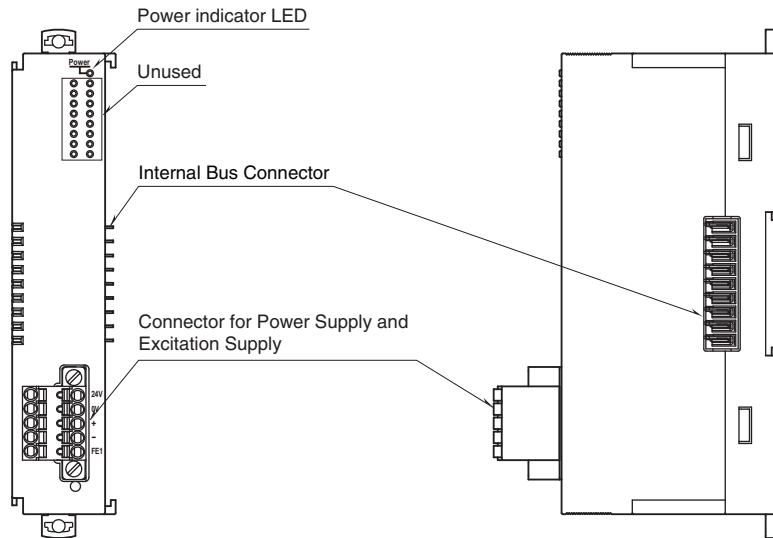 Power indicator LED
Power
Unused
Internal Bus Connector
Connector for Power Supply and
Excitation Supply
24V
0V
+
−
FE1